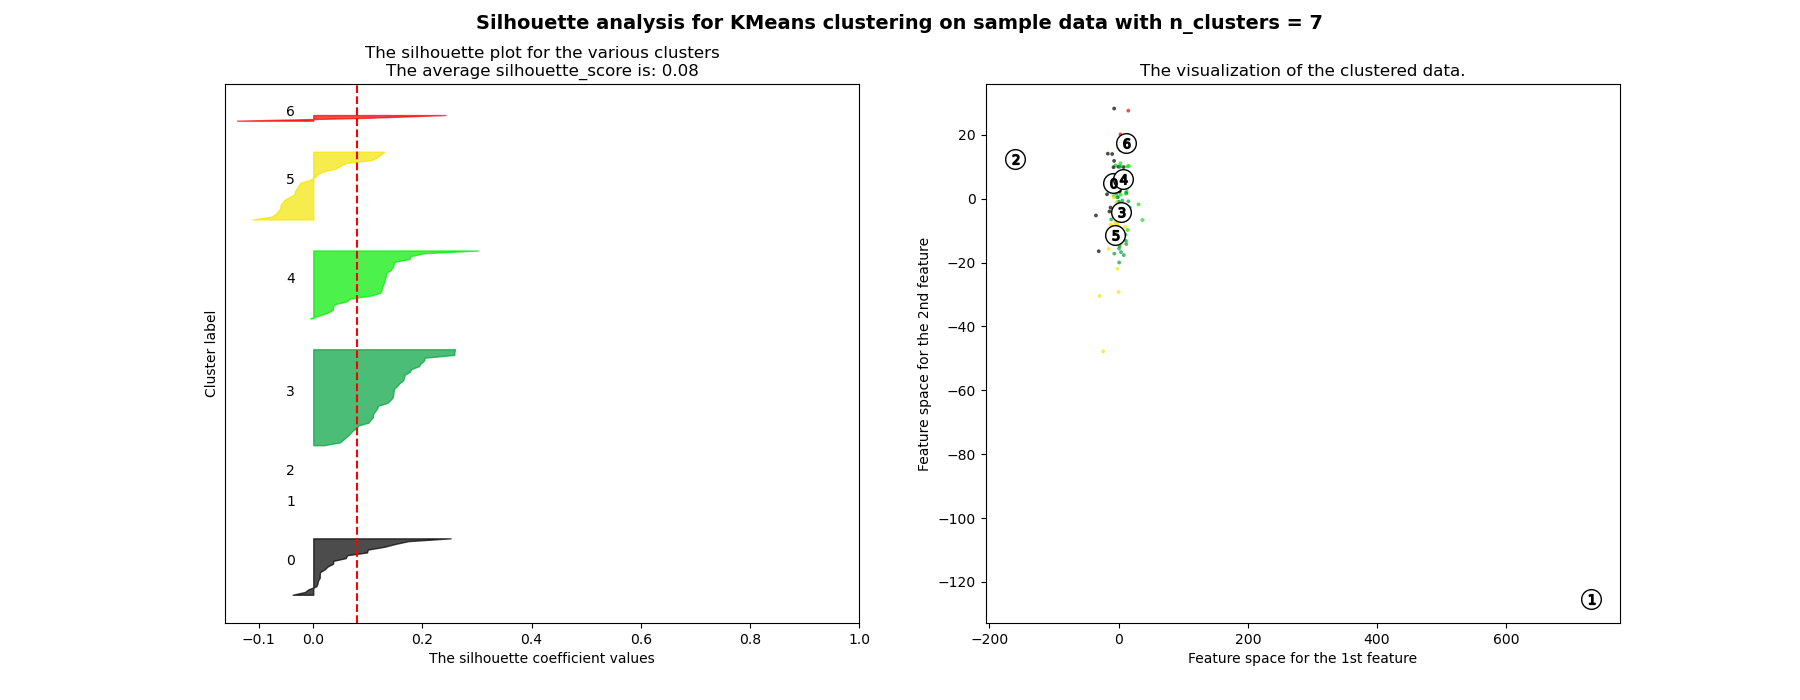 Silhouette analysis for KMeans clustering on sample data with n_clusters = 7
The silhouette plot for the various clusters
The average silhouette_score is: 0.08
6
5
4
3
2
1
0
Cluster label
−0.1 0.0 0.2 0.4 0.6 0.8 1.0
The silhouette coefficient values
The visualization of the clustered data.
20
0
−20
−40
−60
−80
−100
−120
Feature space for the 2nd feature
6
2
4
0
3
5
1
−200 0 200 400 600
Feature space for the 1st feature